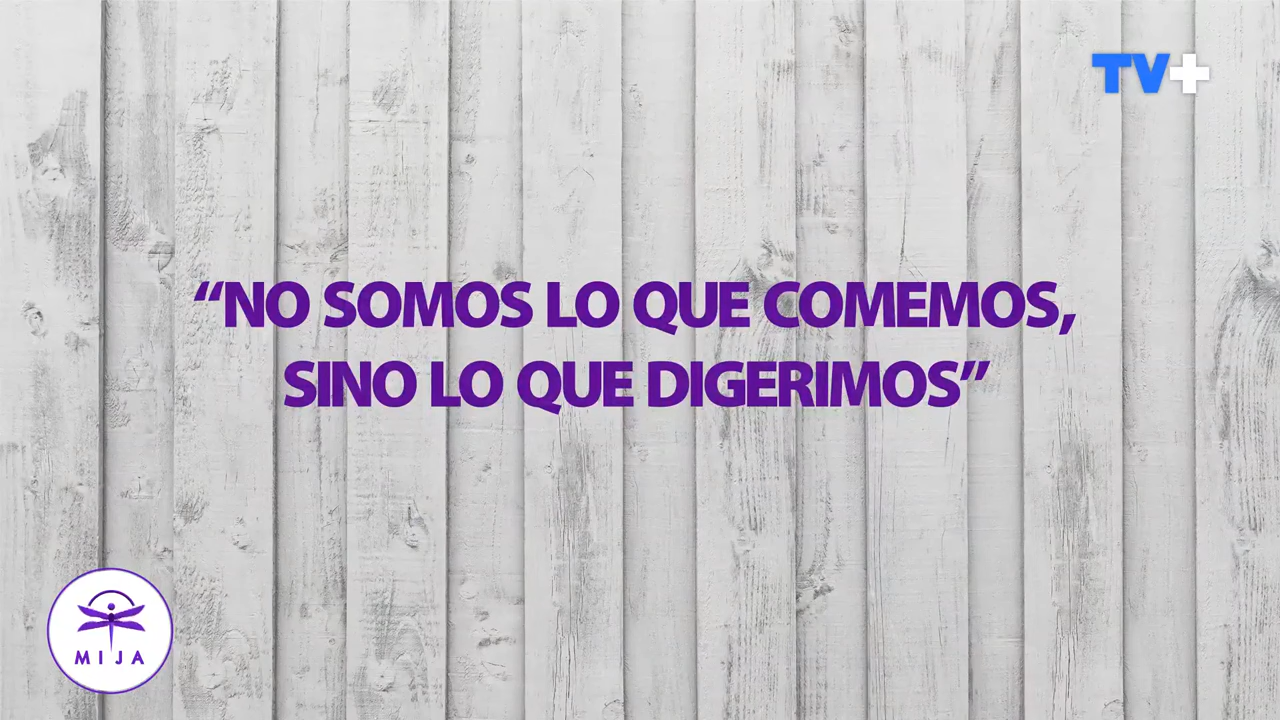 TV+
“NO SOMOS LO QUE COMEMOS,
SINO LO QUE DIGERIMOS”
MIJA